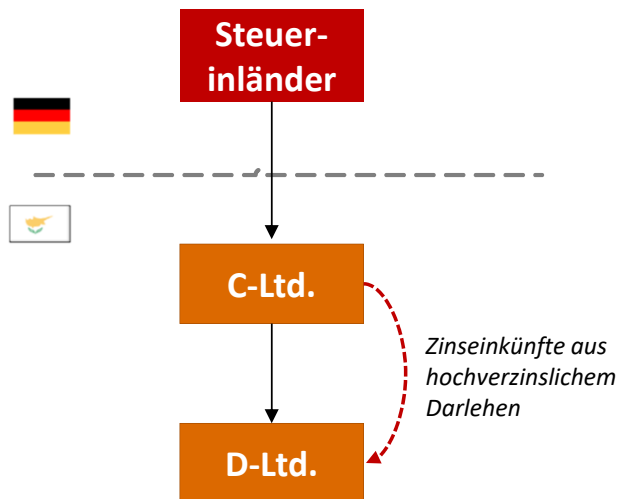 Steuer-
inländer
C-Ltd.
Zinseinkünfte aus
hochverzinslichem
Darlehen
D-Ltd.